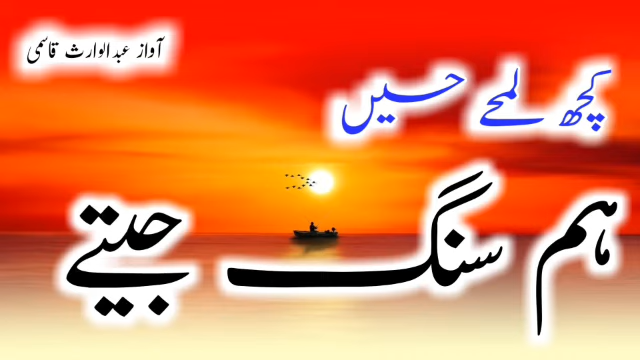 آواز عبدالوارث قاسمی
کچھ لمحے حسیں
ہم سنگ جیتے